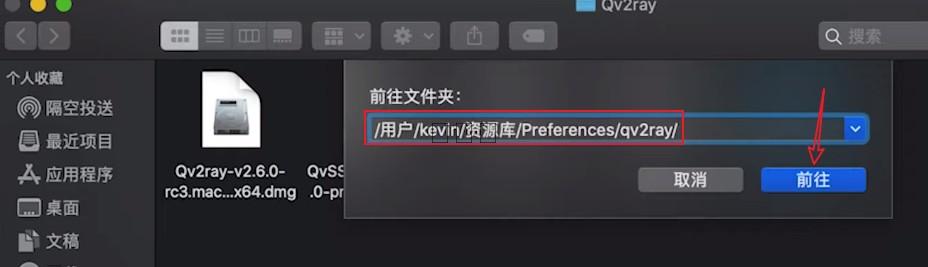 Qv2ray
搜索
个人收藏
隔空投送
最近项目
应用程序
桌面
文稿
Qv2ray-v2.6.0-
rc3.mac...x64.dmg
QvSS
.0-pr
前往文件夹：
/用户/kevin/资源库/Preferences/qv2ray/
取消
前往